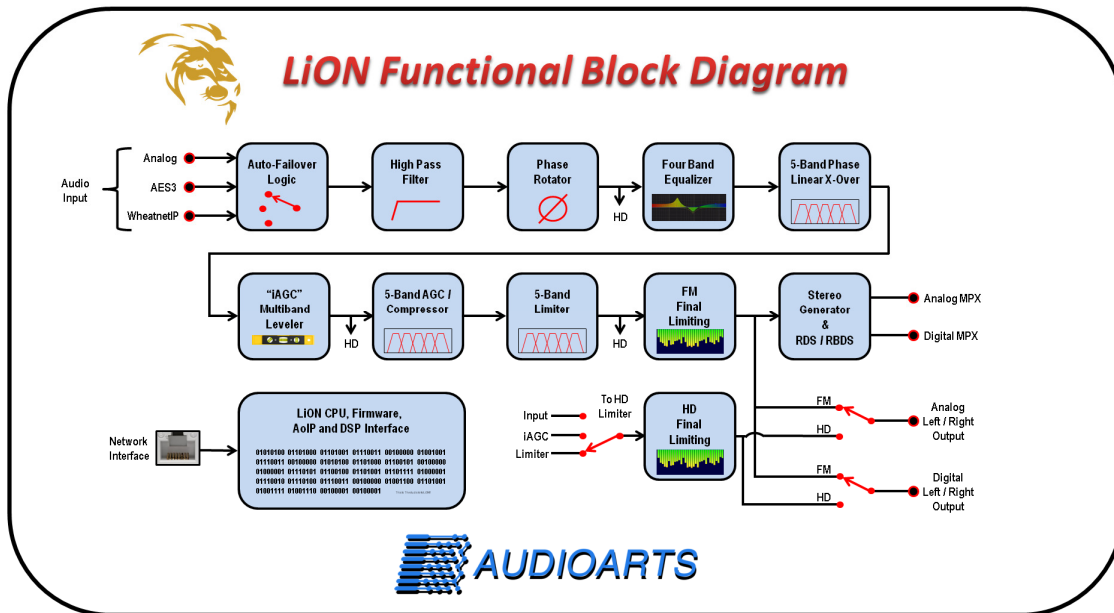 LiON Functional Block Diagram
Audio
Input
Analog
AES3
WheatnetIP
Auto-Failover
Logic
High Pass
Filter
Phase
Rotator
HD
Four Band
Equalizer
5-Band Phase
Linear X-Over
"iAGC"
Multiband
Leveler
HD
5-Band AGC /
Compressor
5-Band
Limiter
HD
FM
Final
Limiting
Stereo
Generator
&
RDS / RBDS
Analog MPX
Digital MPX
Network
Interface
LiON CPU, Firmware,
AoIP and DSP Interface
01010100 01101000 01101001 01110011 00100000 01001001
01110011 00100000 01010100 01101000 01100101 00100000
01000001 01110101 01100100 01101001 01101111 01000001
01110010 01110100 01110011 00100000 01001100 01101001
01001111 01001110 00100001 00100001
Input
iAGC
Limiter
To HD
Limiter
HD
Final
Limiting
FM
HD
Analog
Left / Right
Output
FM
HD
Digital
Left / Right
Output
AUDIOARTS